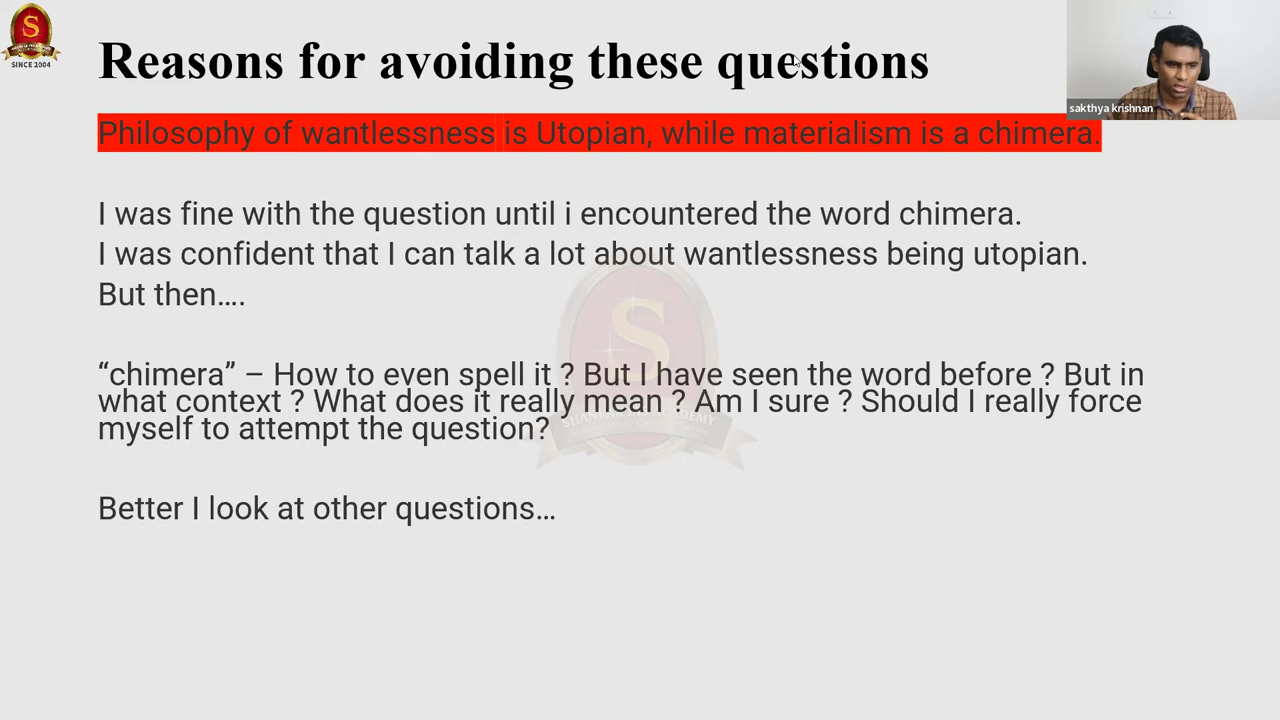 S
SINCE 2004
Reasons for avoiding these questions
sakthya krishnan
Philosophy of wantlessness is Utopian, while materialism is a chimera.
I was fine with the question until i encountered the word chimera.
I was confident that I can talk a lot about wantlessness being utopian.
But then….
“chimera” – How to even spell it ? But I have seen the word before ? But in
what context ? What does it really mean ? Am I sure ? Should I really force
myself to attempt the question?
Better I look at other questions…
S